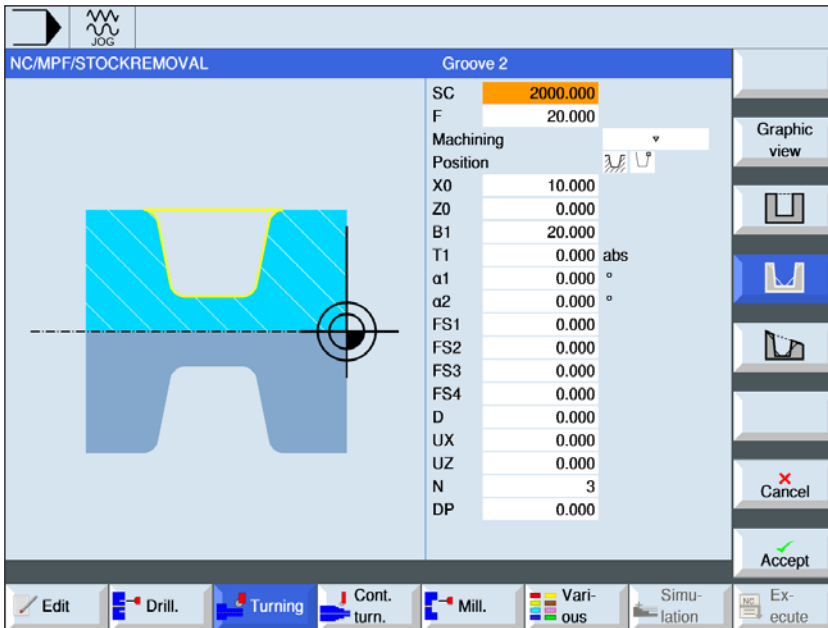 JOG
NC/MPF/STOCKREMOVAL
Groove 2
SC 2000.000
F 20.000
Machining ▿
Position
X0 10.000
Z0 0.000
B1 20.000
T1 0.000 abs
α1 0.000 °
α2 0.000 °
FS1 0.000
FS2 0.000
FS3 0.000
FS4 0.000
D 0.000
UX 0.000
UZ 0.000
N 3
DP 0.000
Graphic
view
Cancel
Accept
Edit
Drill.
Turning
Cont.
turn.
Mill.
Vari-
ous
Simu-
lation
NC
Ex-
ecute